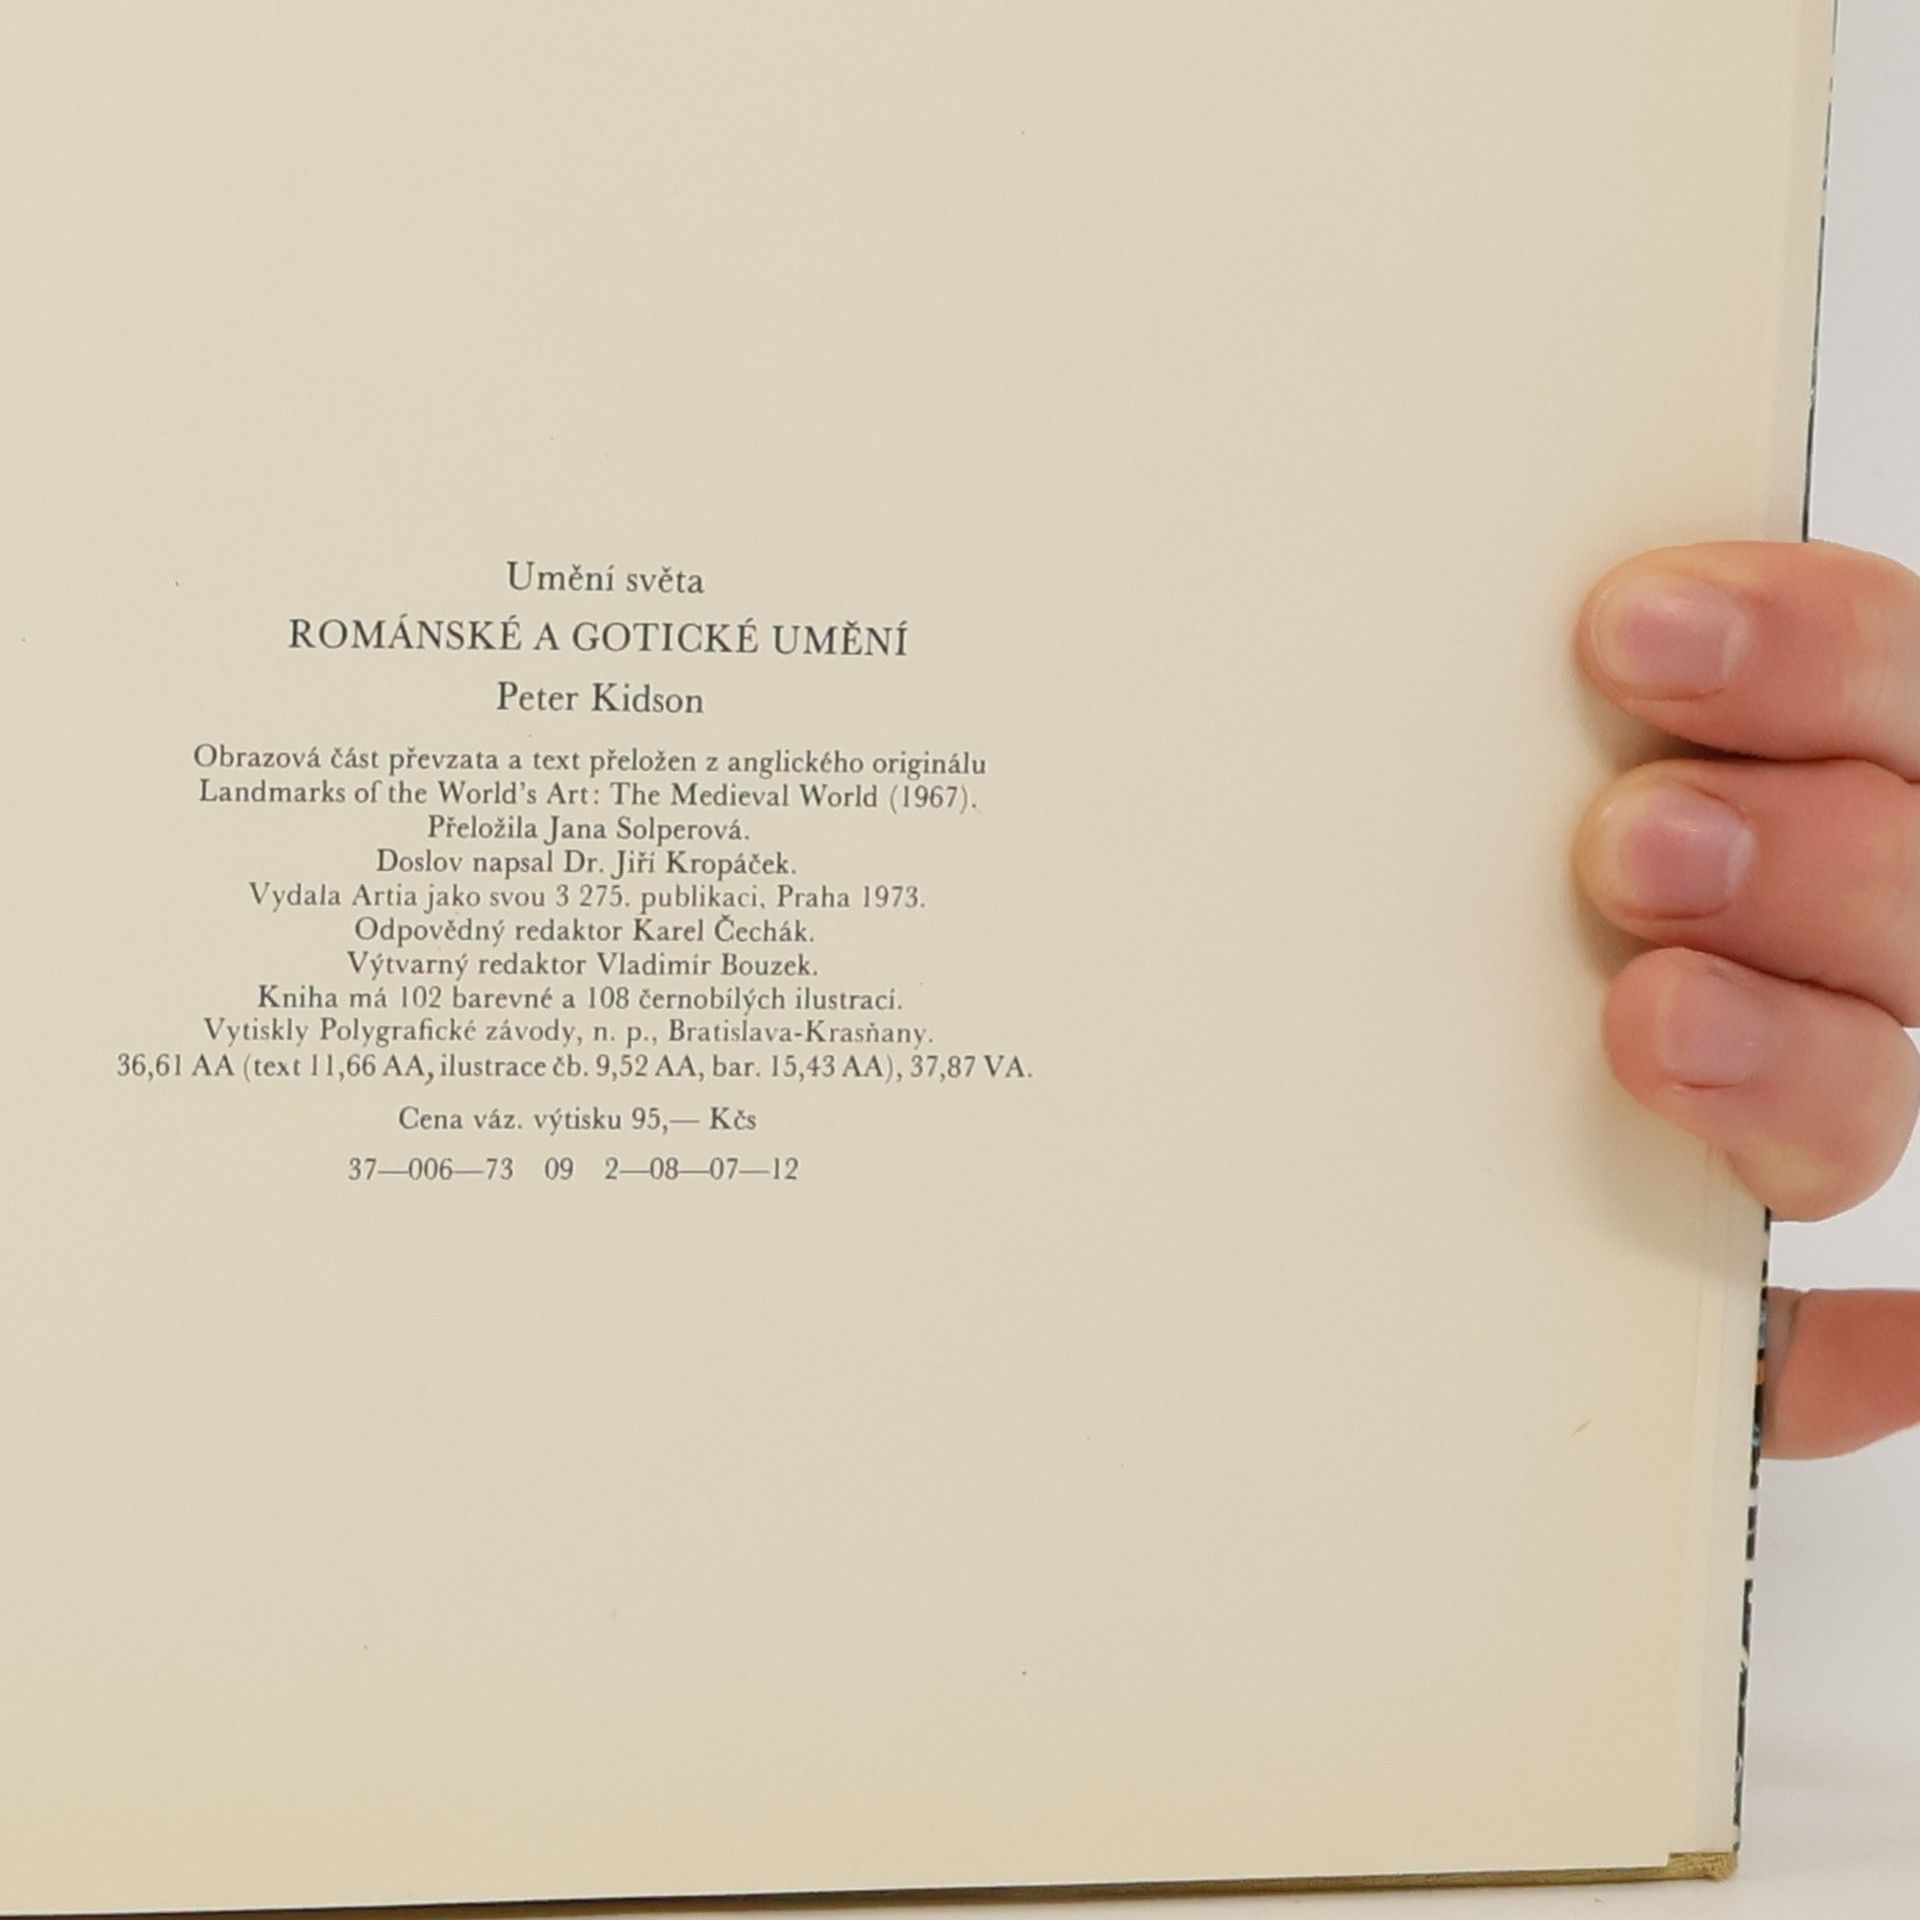 Umění světa
ROMÁNSKÉ A GOTICKÉ UMĚNÍ
Peter Kidson
Obrazová část převzata a text přeložen z anglického originálu
Landmarks of the World's Art: The Medieval World (1967).
Přeložila Jana Solperová.
Doslov napsal Dr. Jiří Kropáček.
Vydala Artia jako svou 3 275. publikaci, Praha 1973.
Odpovědný redaktor Karel Čechák.
Výtvarný redaktor Vladimír Bouzek.
Kniha má 102 barevné a 108 černobílých ilustrací.
Vytiskly Polygrafické závody, n. p., Bratislava-Krasňany.
36,61 AA (text 11,66 AA, ilustrace čb. 9,52 AA, bar. 15,43 AA), 37,87 VA.
Cena váz. výtisku 95,— Kčs
37—006—73 09 2—08—07—12